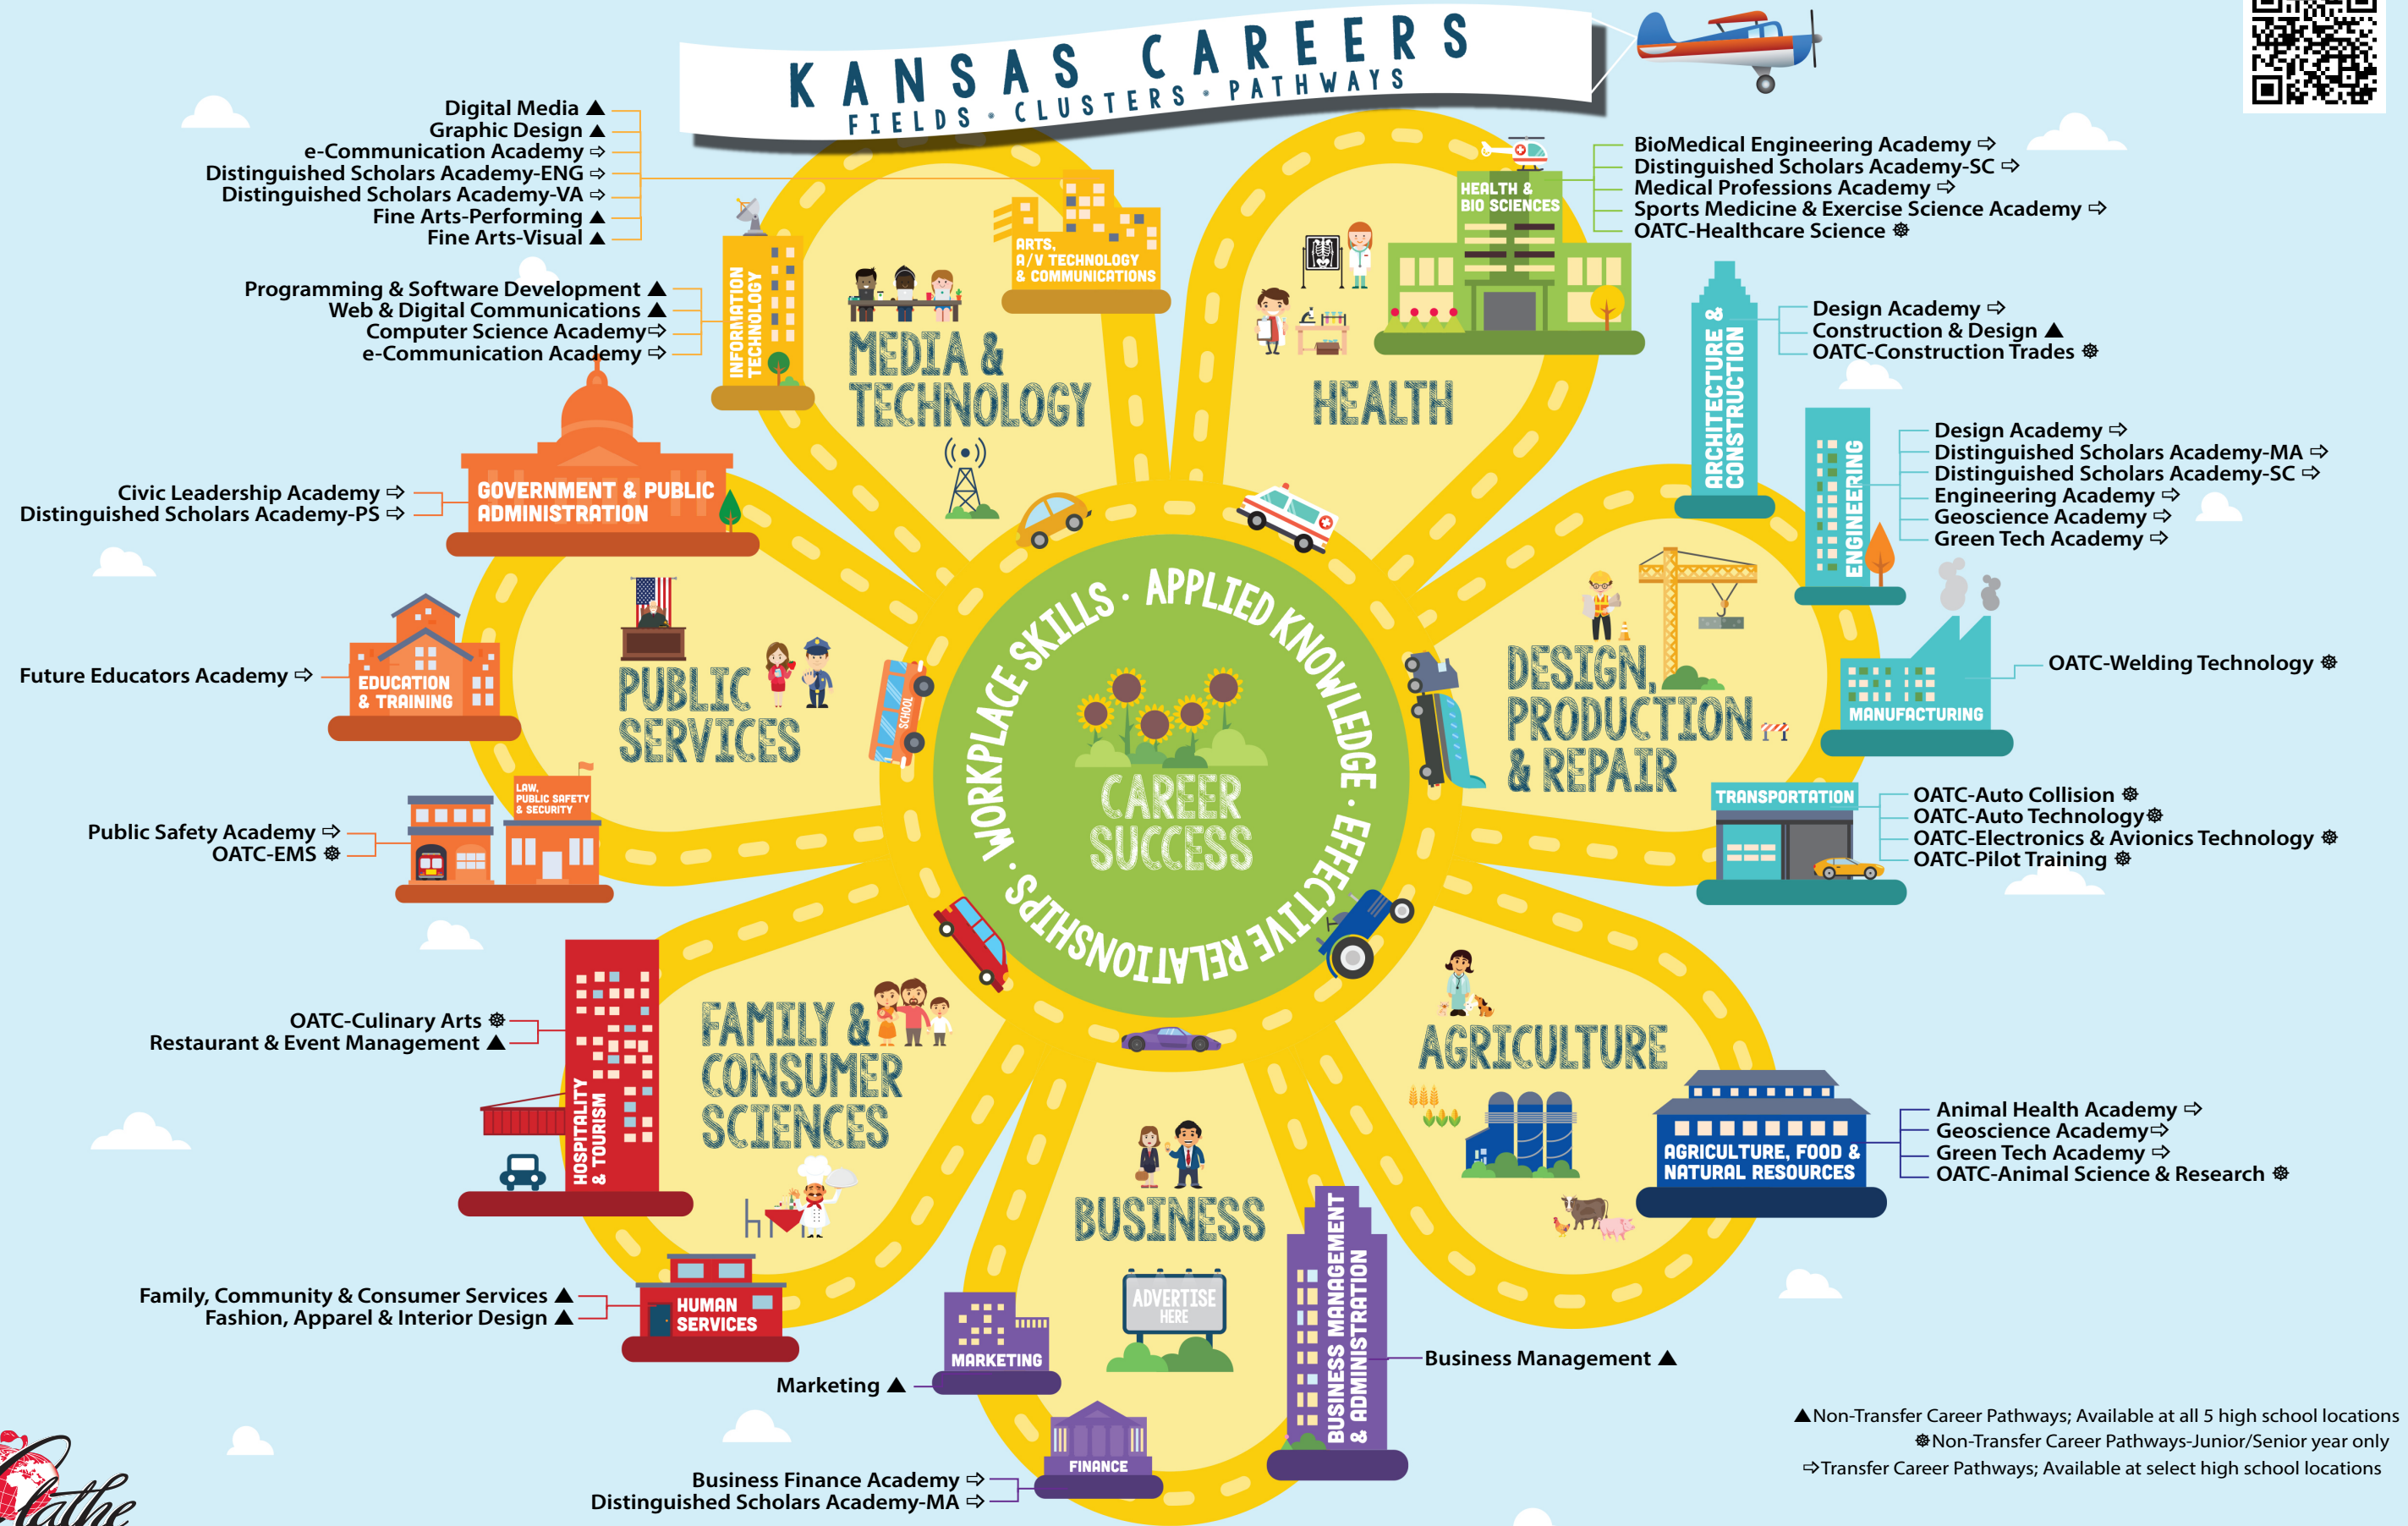 KANSAS CAREERS
FIELDS · CLUSTERS · PATHWAYS
Digital Media ▲
Graphic Design ▲
e-Communication Academy ⇨
Distinguished Scholars Academy-ENG ⇨
Distinguished Scholars Academy-VA ⇨
Fine Arts-Performing ▲
Fine Arts-Visual ▲
ARTS,
A/V TECHNOLOGY
& COMMUNICATIONS
Programming & Software Development ▲
Web & Digital Communications ▲
Computer Science Academy⇨
e-Communication Academy ⇨
INFORMATION
TECHNOLOGY
MEDIA &
TECHNOLOGY
HEALTH &
BIO SCIENCES
BioMedical Engineering Academy ⇨
Distinguished Scholars Academy-SC ⇨
Medical Professions Academy ⇨
Sports Medicine & Exercise Science Academy ⇨
OATC-Healthcare Science ☸
HEALTH
ARCHITECTURE &
CONSTRUCTION
Design Academy ⇨
Construction & Design ▲
OATC-Construction Trades ☸
ENGINEERING
Design Academy ⇨
Distinguished Scholars Academy-MA ⇨
Distinguished Scholars Academy-SC ⇨
Engineering Academy ⇨
Geoscience Academy ⇨
Green Tech Academy ⇨
Civic Leadership Academy ⇨
Distinguished Scholars Academy-PS ⇨
GOVERNMENT & PUBLIC
ADMINISTRATION
Future Educators Academy ⇨
EDUCATION
& TRAINING
PUBLIC
SERVICES
SCHOOL
Public Safety Academy ⇨
OATC-EMS ☸
LAW,
PUBLIC SAFETY
& SECURITY
WORKPLACE SKILLS · APPLIED KNOWLEDGE · EFFECTIVE RELATIONSHIPS ·
CAREER
SUCCESS
DESIGN,
PRODUCTION
& REPAIR
MANUFACTURING
OATC-Welding Technology ☸
TRANSPORTATION
OATC-Auto Collision ☸
OATC-Auto Technology☸
OATC-Electronics & Avionics Technology ☸
OATC-Pilot Training ☸
OATC-Culinary Arts ☸
Restaurant & Event Management ▲
HOSPITALITY
& TOURISM
FAMILY &
CONSUMER
SCIENCES
Family, Community & Consumer Services ▲
Fashion, Apparel & Interior Design ▲
HUMAN
SERVICES
AGRICULTURE
AGRICULTURE, FOOD &
NATURAL RESOURCES
Animal Health Academy ⇨
Geoscience Academy⇨
Green Tech Academy ⇨
OATC-Animal Science & Research ☸
BUSINESS
ADVERTISE
HERE
Marketing ▲
MARKETING
Business Finance Academy ⇨
Distinguished Scholars Academy-MA ⇨
FINANCE
BUSINESS MANAGEMENT
& ADMINISTRATION
Business Management ▲
▲Non-Transfer Career Pathways; Available at all 5 high school locations
☸Non-Transfer Career Pathways-Junior/Senior year only
⇨Transfer Career Pathways; Available at select high school locations